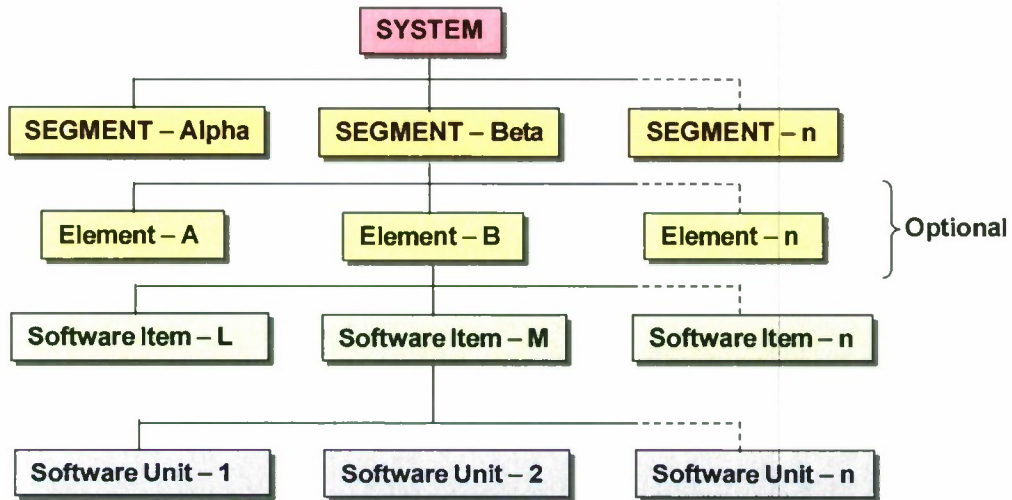 SYSTEM
SEGMENT – Alpha
SEGMENT – Beta
SEGMENT – n
Element – A
Element – B
Element – n
Optional
Software Item – L
Software Item – M
Software Item – n
Software Unit – 1
Software Unit – 2
Software Unit – n